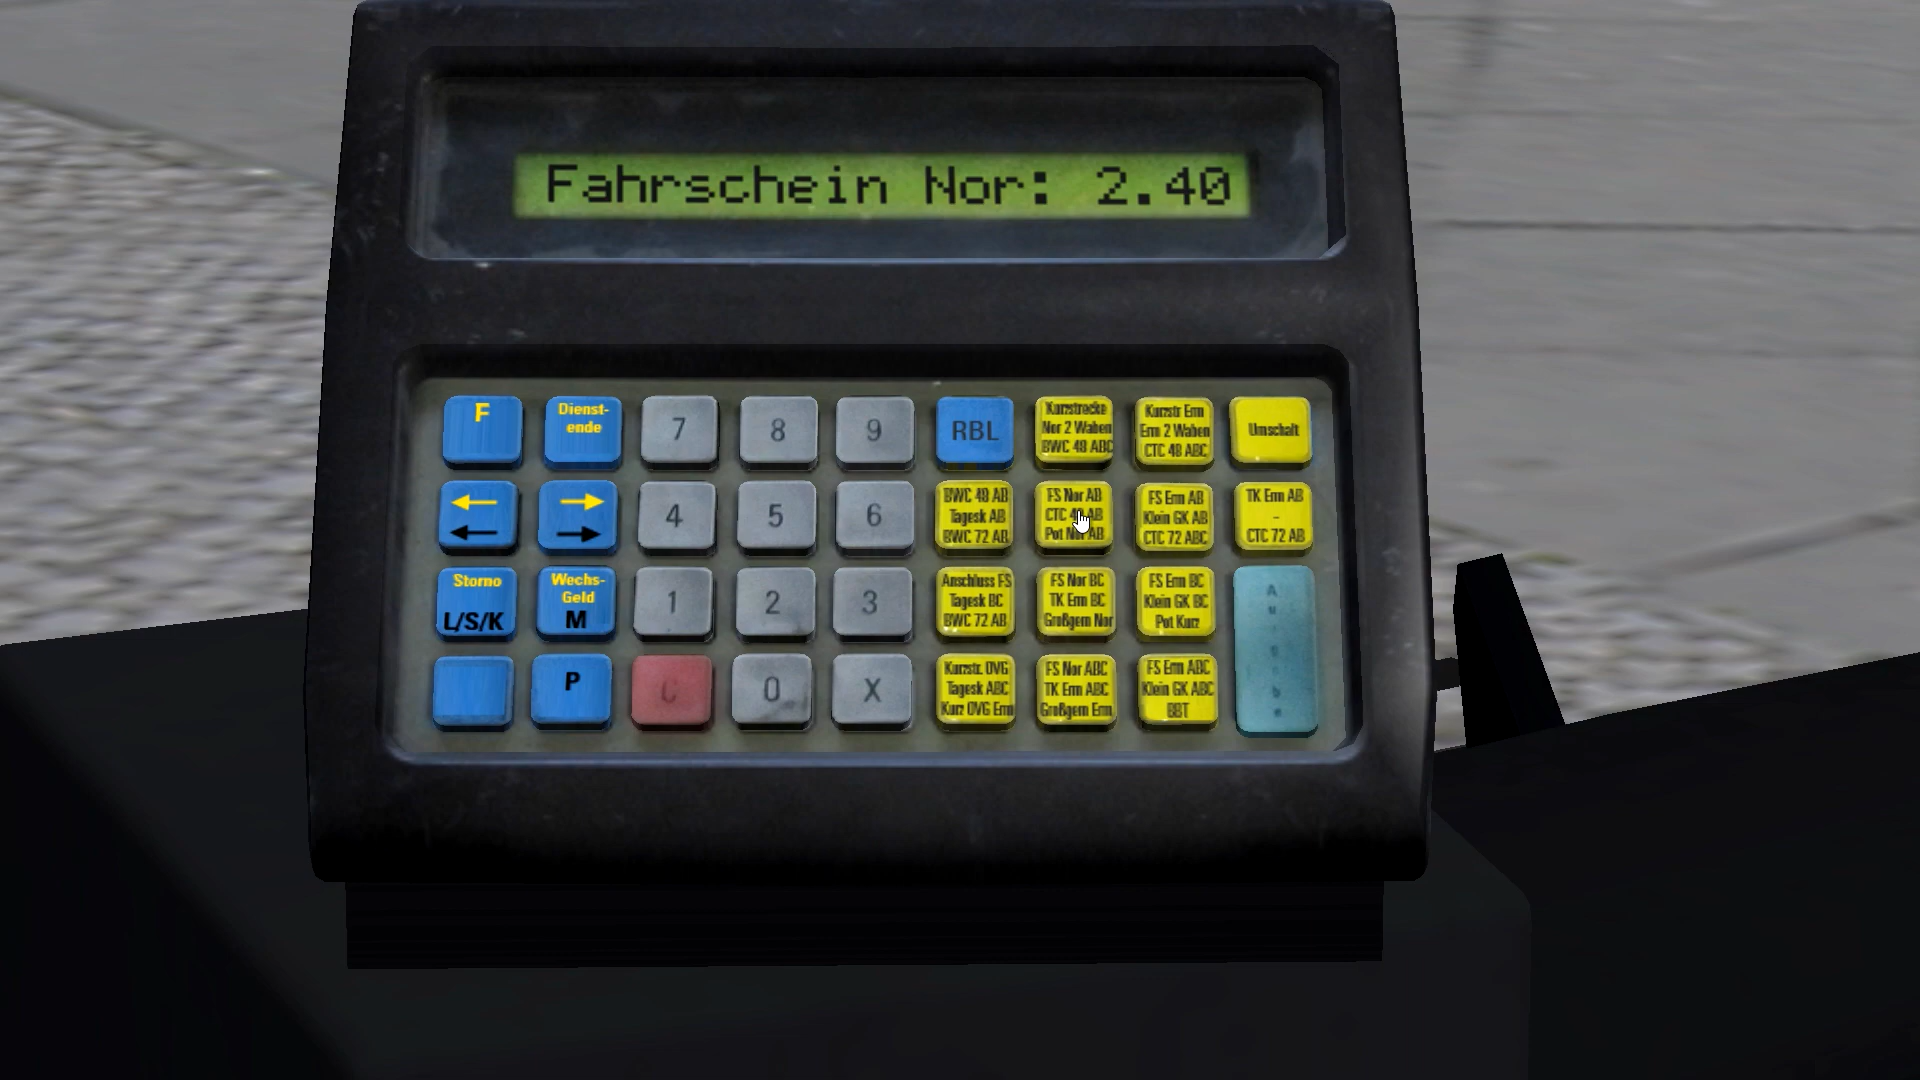 Fahrschein Nor: 2.40
F
Dienst-
ende
7
8
9
RBL
Kurzstrecke
Nor 2 Waben
BWC 48 ABC
Kurzstr Erm
Erm 2 Waben
CTC 48 ABC
Umschalt
4
5
6
BWC 48 AB
Tagesk AB
BWC 72 AB
FS Nor AB
CTC AB
Pot AB
FS Erm AB
Klein GK AB
CTC 72 ABC
TK Erm AB
-
CTC 72 AB
Storno
L/S/K
Wechs-
Geld
M
1
2
3
Anschluss FS
Tagesk BC
BWC 72 AB
FS Nor BC
TK Erm BC
Großgem Nor
FS Erm BC
Klein GK BC
Pot Kurz
P
C
0
X
Kurzstr. OVG
Tagesk ABC
Kurz OVG Erm
FS Nor ABC
TK Erm ABC
Großgem Erm
FS Erm ABC
Klein GK ABC
BBT